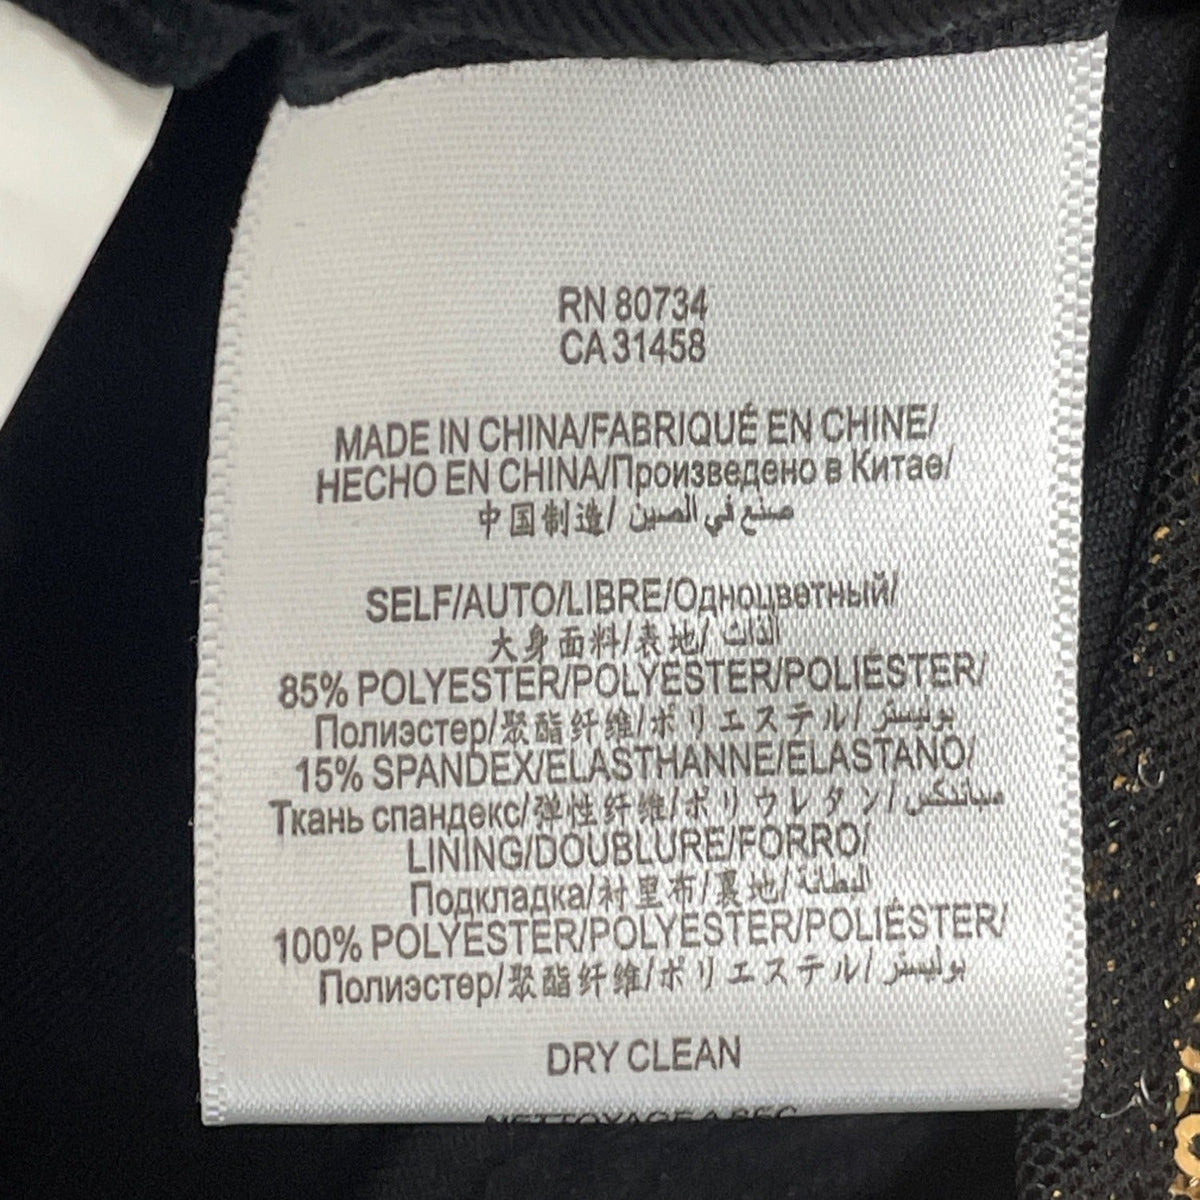 RN 80734
CA 31458
MADE IN CHINA/FABRIQUÉ EN CHINE/
HECHO EN CHINA/Произведено в Китае/
中国制造/ صنع في الصين
SELF/AUTO/LIBRE/Одноцветный/
大身面料/表地/ الذات
85% POLYESTER/POLYESTER/POLIÉSTER/
Полиэстер/聚酯纤维/ポリエステル/ بوليستر
15% SPANDEX/ELASTHANNE/ELASTANO/
Ткань спандекс/弹性纤维/ポリウレタン/ سباندكس
LINING/DOUBLURE/FORRO/
Подкладка/衬里布/裏地/ البطانة
100% POLYESTER/POLYESTER/POLIÉSTER/
Полиэстер/聚酯纤维/ポリエステル/ بوليستر
DRY CLEAN
NETTOYAGE A SEC